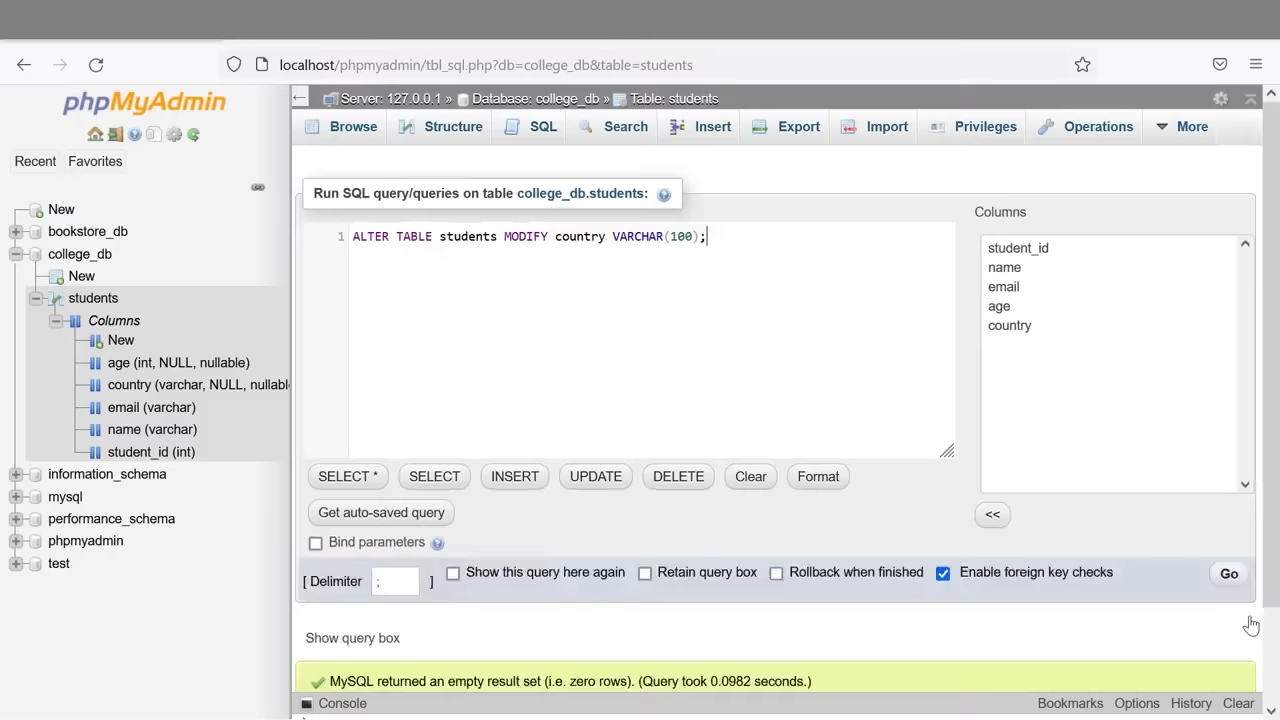 localhost/phpmyadmin/tbl_sql.php?db=college_db&table=students
phpMyAdmin
Recent Favorites
New
bookstore_db
college_db
New
students
Columns
New
age (int, NULL, nullable)
country (varchar, NULL, nullabl
email (varchar)
name (varchar)
student_id (int)
information_schema
mysql
performance_schema
phpmyadmin
test
Server: 127.0.0.1 » Database: college_db » Table: students
Browse Structure SQL Search Insert Export Import Privileges Operations More
Run SQL query/queries on table college_db.students:
1 ALTER TABLE students MODIFY country VARCHAR(100);
Columns
student_id
name
email
age
country
SELECT * SELECT INSERT UPDATE DELETE Clear Format
Get auto-saved query
<<
Bind parameters
[ Delimiter ; ] Show this query here again Retain query box Rollback when finished Enable foreign key checks Go
Show query box
MySQL returned an empty result set (i.e. zero rows). (Query took 0.0982 seconds.)
Console Bookmarks Options History Clear